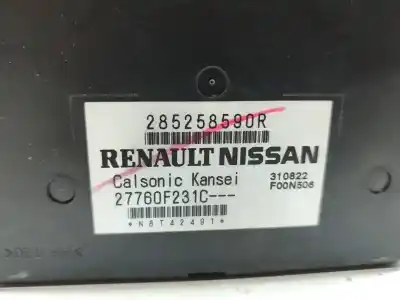 285258590R
RENAULT NISSAN
Calsonic Kansei
310822
27760F231C---
F00N506
*N8T42491*